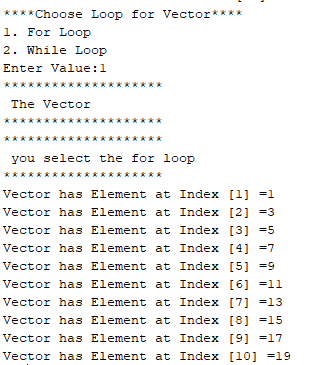 ****Choose Loop for Vector****
1. For Loop
2. While Loop
Enter Value:1
********************
 The Vector
********************
********************
 you select the for loop
********************
Vector has Element at Index [1] =1
Vector has Element at Index [2] =3
Vector has Element at Index [3] =5
Vector has Element at Index [4] =7
Vector has Element at Index [5] =9
Vector has Element at Index [6] =11
Vector has Element at Index [7] =13
Vector has Element at Index [8] =15
Vector has Element at Index [9] =17
Vector has Element at Index [10] =19